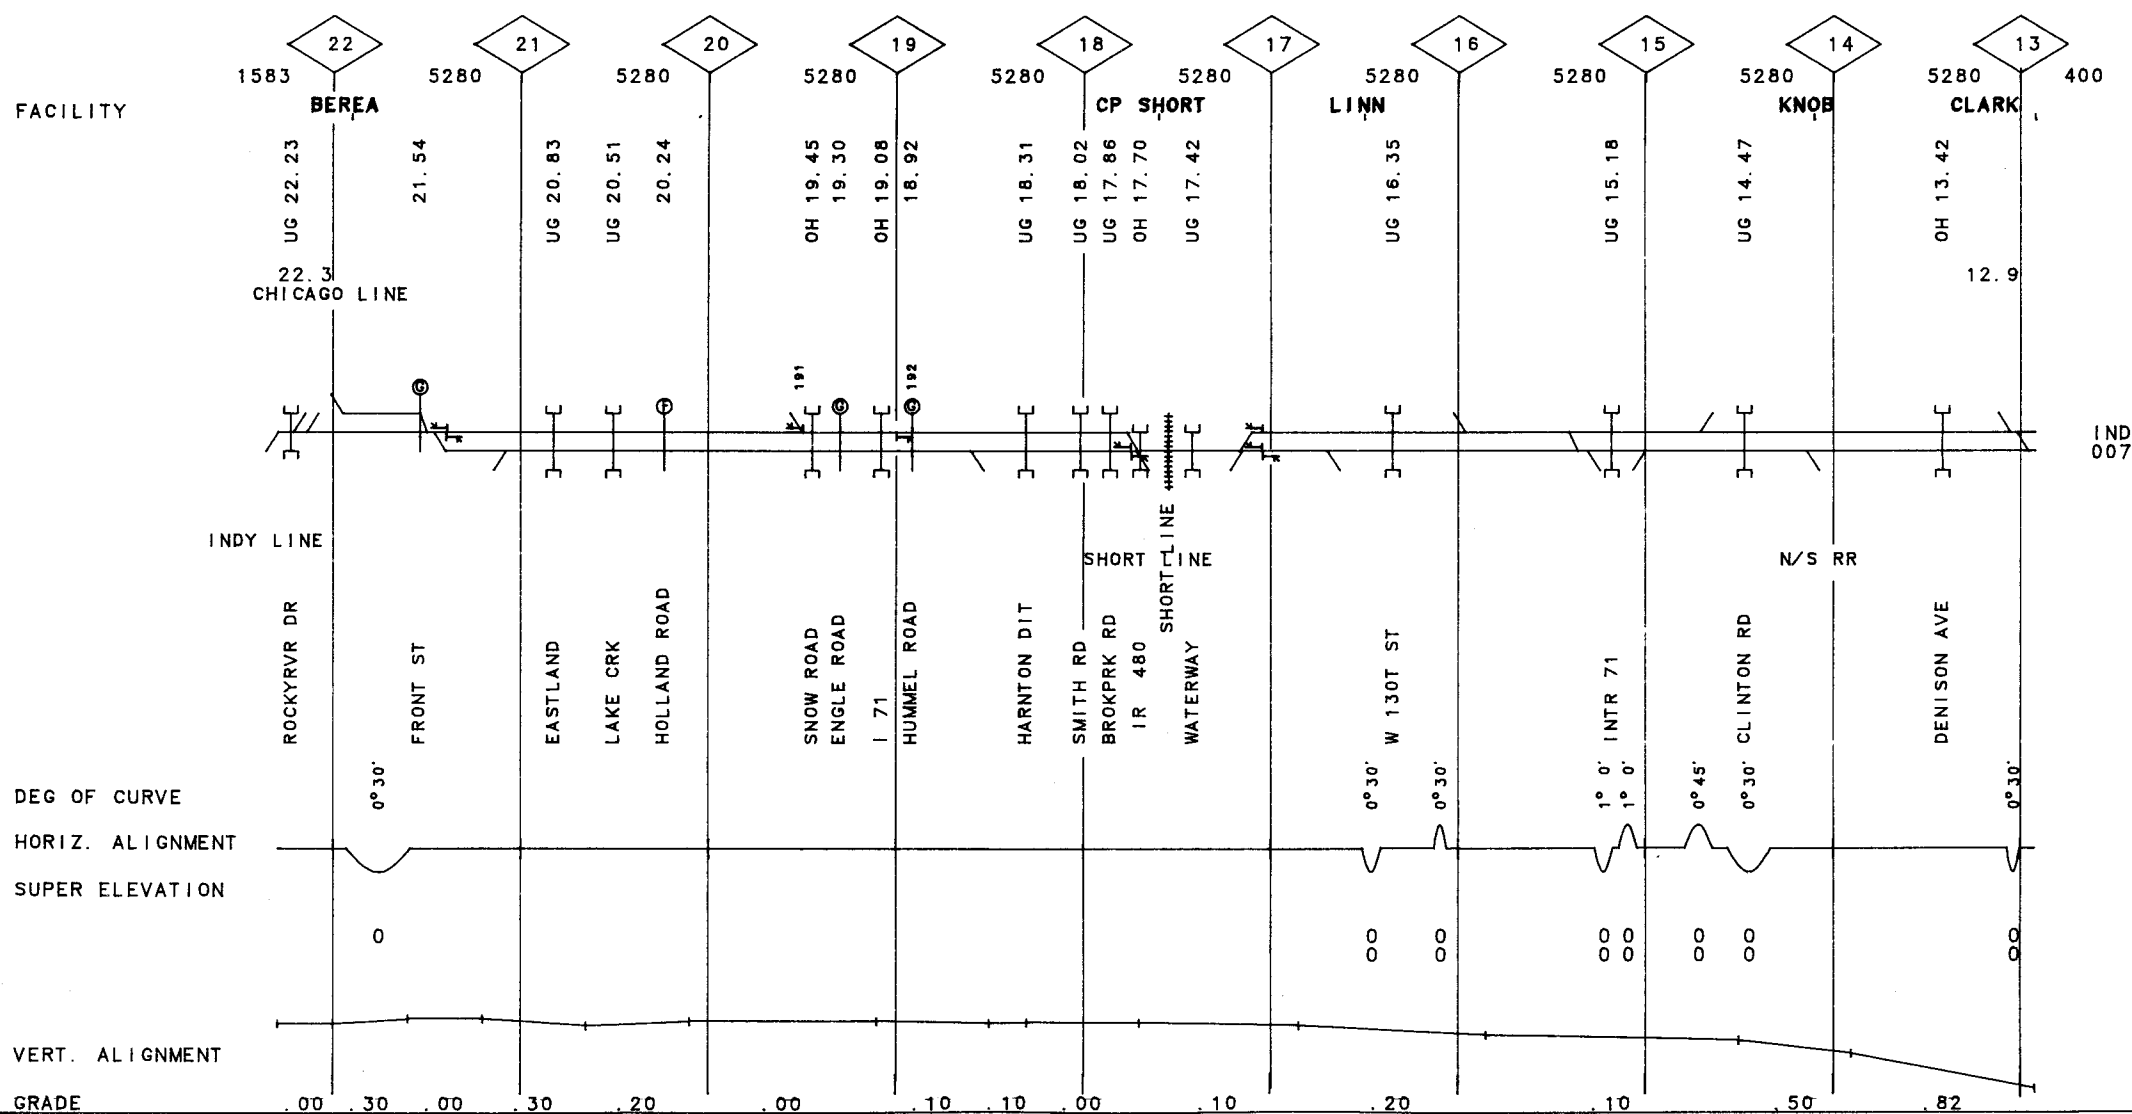 22 21 20 19 18 17 16 15 14 13
1583 5280 5280 5280 5280 5280 5280 5280 5280 5280 400
FACILITY BEREA CP SHORT LINN KNOB CLARK
UG 22.23
21.54
UG 20.83
UG 20.51
20.24
OH 19.45
19.30
OH 19.08
18.92
UG 18.31
UG 18.02
UG 17.86
OH 17.70
UG 17.42
UG 16.35
UG 15.18
UG 14.47
OH 13.42
22.3 12.9
CHICAGO LINE
G
F
191
G
G
192
IND
007
INDY LINE
SHORT LINE
SHORT LINE
N/S RR
ROCKYRVR DR
FRONT ST
EASTLAND
LAKE CRK
HOLLAND ROAD
SNOW ROAD
ENGLE ROAD
I 71
HUMMEL ROAD
HARNTON DIT
SMITH RD
BROKPRK RD
IR 480
WATERWAY
W 130T ST
INTR 71
CLINTON RD
DENISON AVE
DEG OF CURVE 0°30' 0°30' 0°30' 1° 0' 1° 0' 0°45' 0°30' 0°30'
HORIZ. ALIGNMENT
SUPER ELEVATION
0 0 0 0 0 0 0 0
0 0 0 0 0 0 0
VERT. ALIGNMENT
GRADE .00 .30 .00 .30 .20 .00 .10 .10 .00 .10 .20 .10 .50 .82